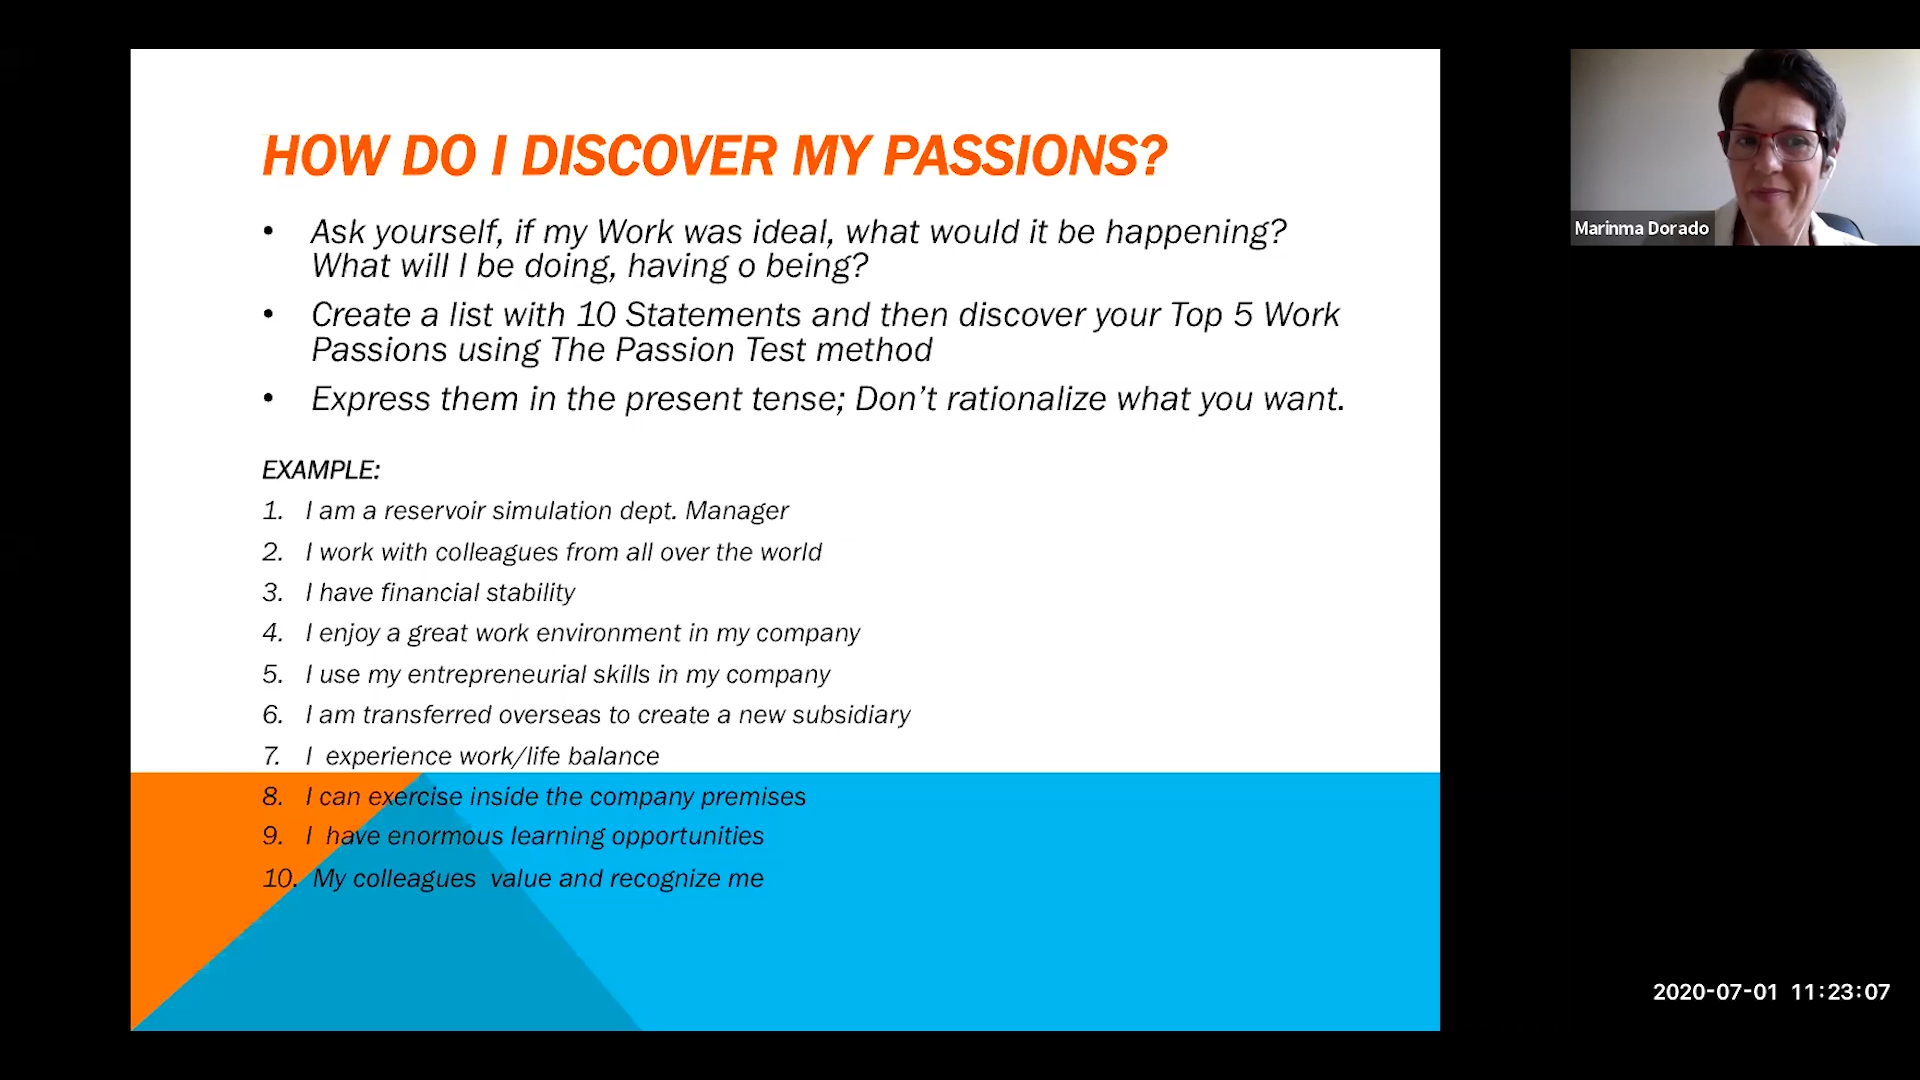 HOW DO I DISCOVER MY PASSIONS?
• Ask yourself, if my Work was ideal, what would it be happening?
What will I be doing, having o being?
• Create a list with 10 Statements and then discover your Top 5 Work
Passions using The Passion Test method
• Express them in the present tense; Don’t rationalize what you want.
EXAMPLE:
1. I am a reservoir simulation dept. Manager
2. I work with colleagues from all over the world
3. I have financial stability
4. I enjoy a great work environment in my company
5. I use my entrepreneurial skills in my company
6. I am transferred overseas to create a new subsidiary
7. I  experience work/life balance
8. I can exercise inside the company premises
9. I  have enormous learning opportunities
10. My colleagues  value and recognize me
Marinma Dorado
2020-07-01 11:23:07